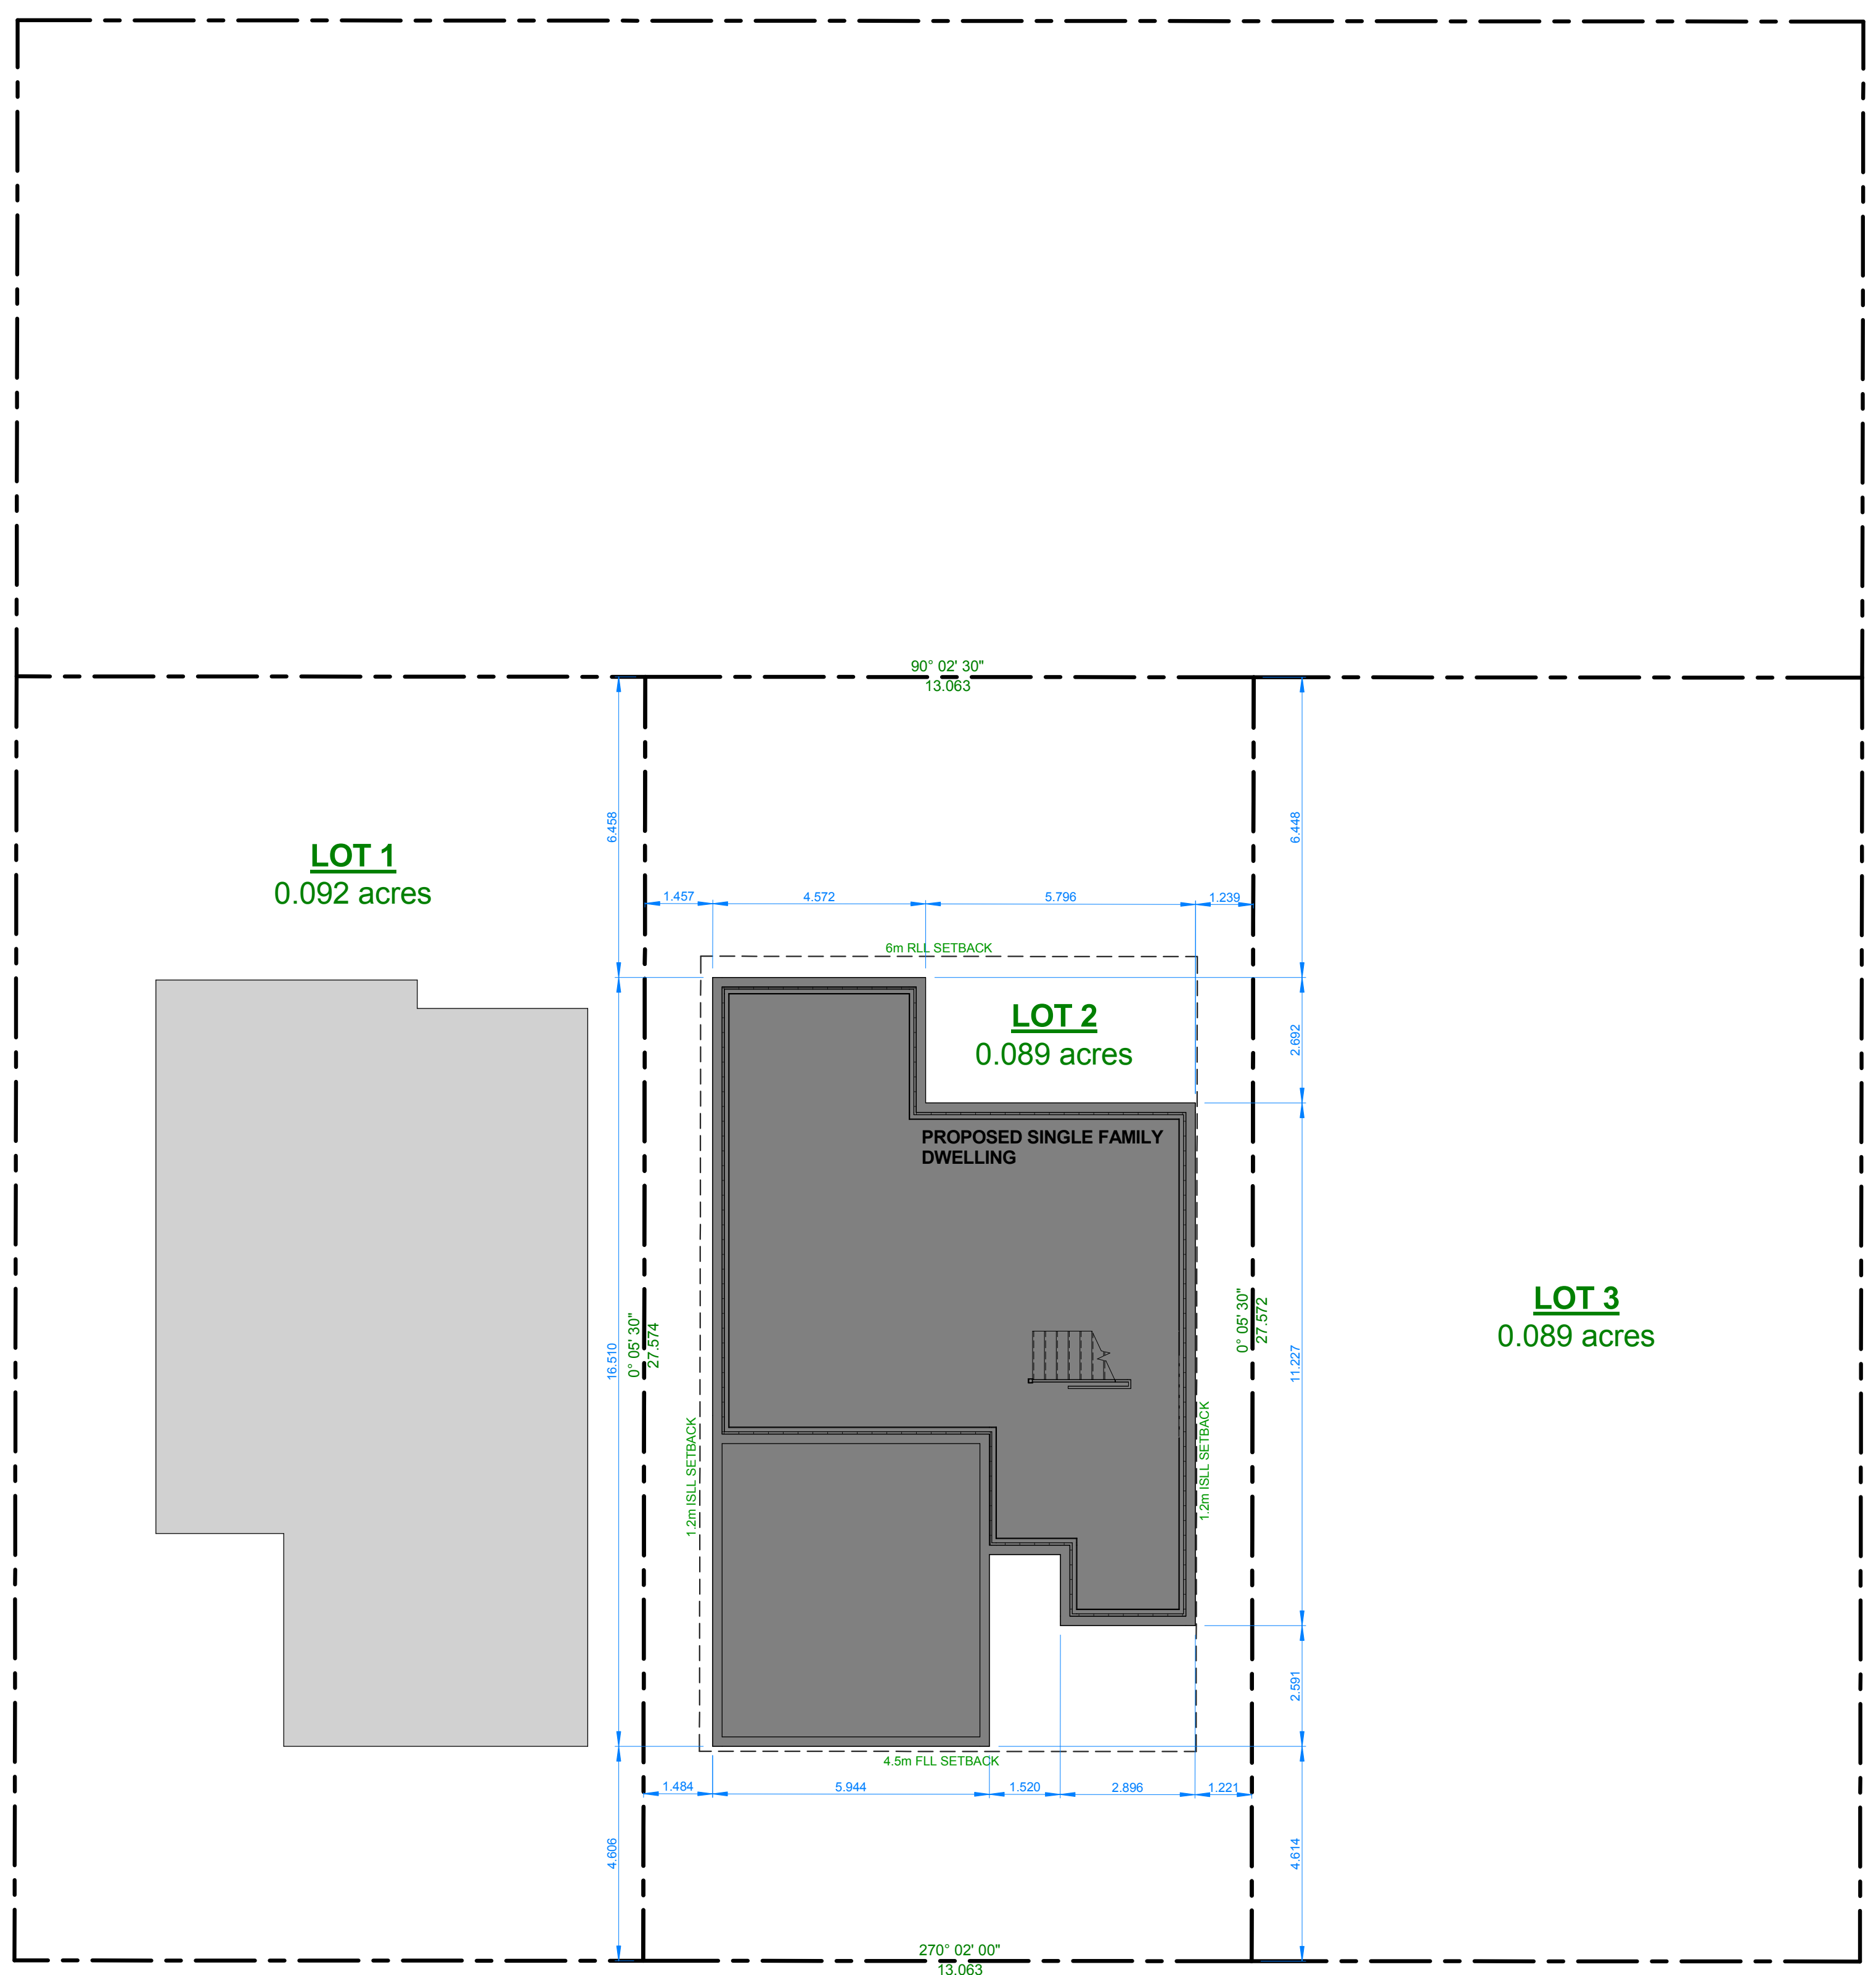 90° 02' 30"
13.063
6.458
6.448
LOT 1
0.092 acres
1.457
4.572
5.796
1.239
6m RLL SETBACK
LOT 2
0.089 acres
2.692
PROPOSED SINGLE FAMILY
DWELLING
LOT 3
0.089 acres
16.510
0° 05' 30"
27.574
0° 05' 30"
27.572
11.227
1.2m ISLL SETBACK
1.2m ISLL SETBACK
2.591
4.5m FLL SETBACK
1.484
5.944
1.520
2.896
1.221
4.606
4.614
270° 02' 00"
13.063